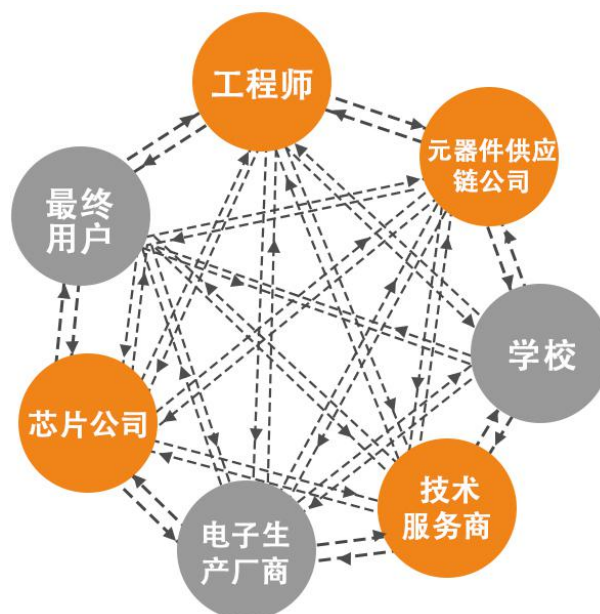 工程师
元器件供应
链公司
最终
用户
学校
芯片公司
技术
服务商
电子生
产厂商